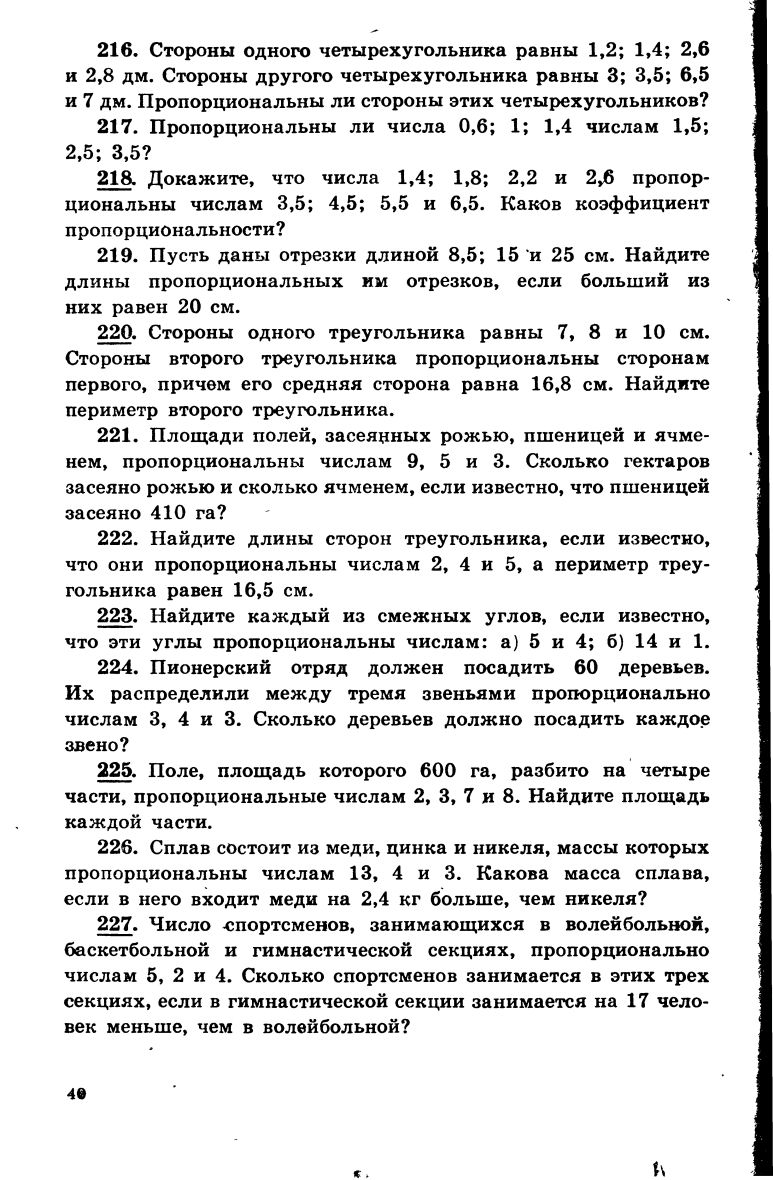 216. Стороны одного четырехугольника равны 1,2; 1,4; 2,6
и 2,8 дм. Стороны другого четырехугольника равны 3; 3,5; 6,5
и 7 дм. Пропорциональны ли стороны этих четырехугольников?
217. Пропорциональны ли числа 0,6; 1; 1,4 числам 1,5;
2,5; 3,5?
218. Докажите, что числа 1,4; 1,8; 2,2 и 2,6 пропор-
циональны числам 3,5; 4,5; 5,5 и 6,5. Каков коэффициент
пропорциональности?
219. Пусть даны отрезки длиной 8,5; 15 и 25 см. Найдите
длины пропорциональных им отрезков, если больший из
них равен 20 см.
220. Стороны одного треугольника равны 7, 8 и 10 см.
Стороны второго треугольника пропорциональны сторонам
первого, причем его средняя сторона равна 16,8 см. Найдите
периметр второго треугольника.
221. Площади полей, засеянных рожью, пшеницей и ячме-
нем, пропорциональны числам 9, 5 и 3. Сколько гектаров
засеяно рожью и сколько ячменем, если известно, что пшеницей
засеяно 410 га?
222. Найдите длины сторон треугольника, если известно,
что они пропорциональны числам 2, 4 и 5, а периметр треу-
гольника равен 16,5 см.
223. Найдите каждый из смежных углов, если известно,
что эти углы пропорциональны числам: а) 5 и 4; б) 14 и 1.
224. Пионерский отряд должен посадить 60 деревьев.
Их распределили между тремя звеньями пропорционально
числам 3, 4 и 3. Сколько деревьев должно посадить каждое
звено?
225. Поле, площадь которого 600 га, разбито на четыре
части, пропорциональные числам 2, 3, 7 и 8. Найдите площадь
каждой части.
226. Сплав состоит из меди, цинка и никеля, массы которых
пропорциональны числам 13, 4 и 3. Какова масса сплава,
если в него входит меди на 2,4 кг больше, чем никеля?
227. Число спортсменов, занимающихся в волейбольной,
баскетбольной и гимнастической секциях, пропорционально
числам 5, 2 и 4. Сколько спортсменов занимается в этих трех
секциях, если в гимнастической секции занимается на 17 чело-
век меньше, чем в волейбольной?
40